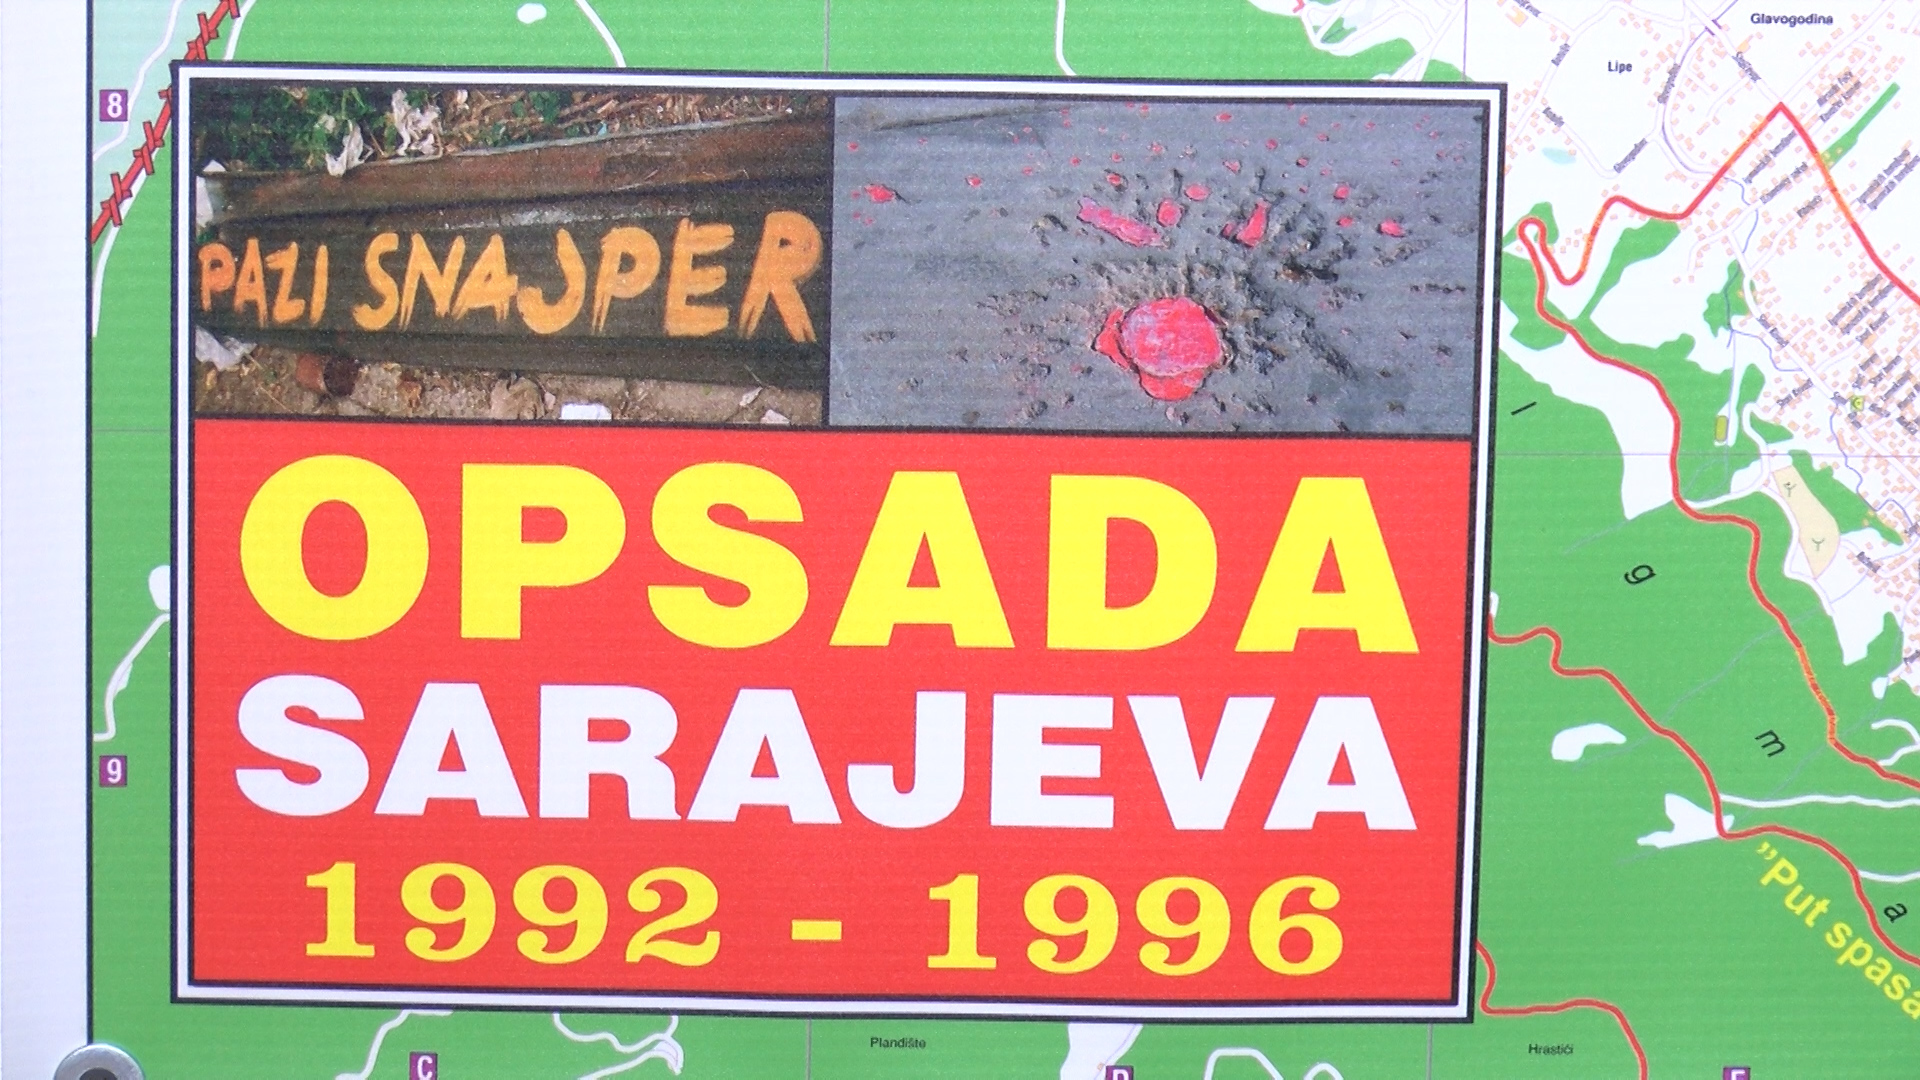 Glavogodina
Lipe
8
PAZI SNAJPER
OPSADA
SARAJEVA
1992 - 1996
I
g
m
a
9
"Put spasa
Plandište
Hrastići
C
D
E